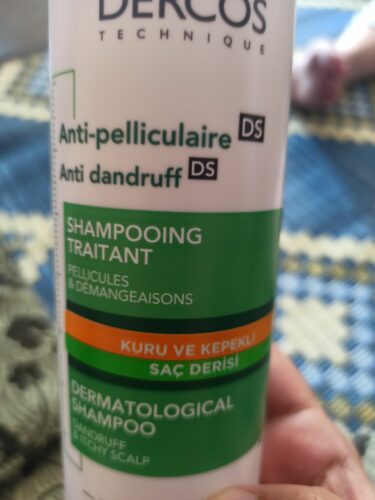 DERCOS
TECHNIQUE
Anti-pelliculaire DS
Anti dandruff DS
SHAMPOOING
TRAITANT
PELLICULES
& DÉMANGEAISONS
KURU VE KEPEKLİ
SAÇ DERİSİ
DERMATOLOGICAL
SHAMPOO
DANDRUFF
& ITCHY SCALP